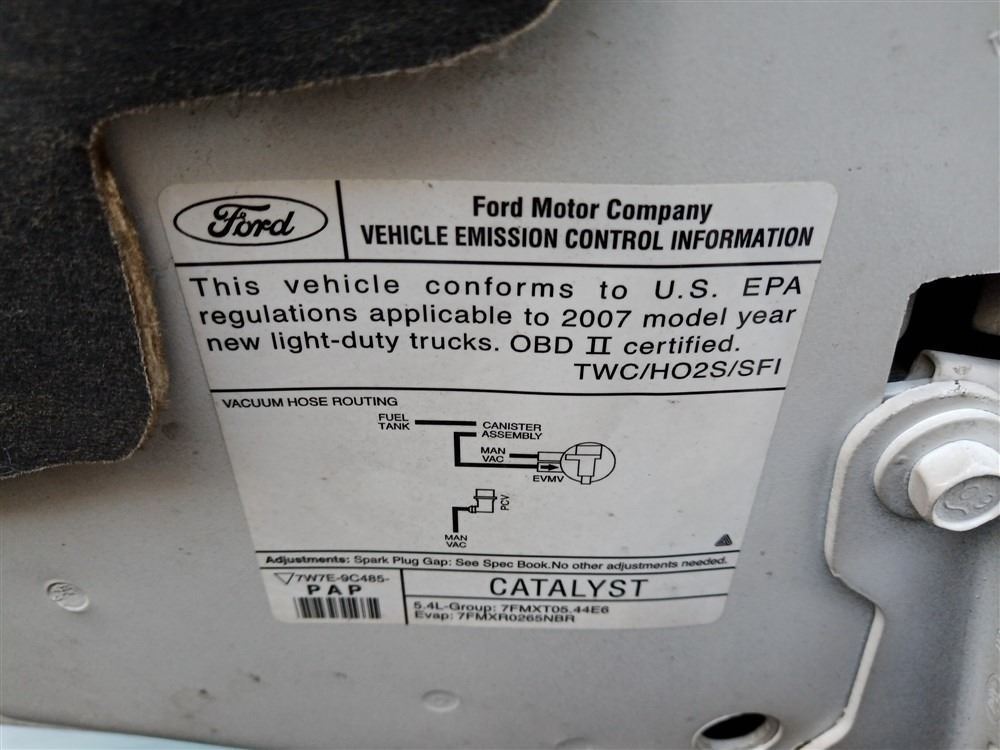 Ford
Ford Motor Company
VEHICLE EMISSION CONTROL INFORMATION
This vehicle conforms to U.S. EPA
regulations applicable to 2007 model year
new light-duty trucks. OBD II certified.
TWC/HO2S/SFI
VACUUM HOSE ROUTING
FUEL
TANK
CANISTER
ASSEMBLY
MAN
VAC
EVMV
PCV
MAN
VAC
Adjustments: Spark Plug Gap: See Spec Book. No other adjustments needed.
7W7E-9C485-
PAP
CATALYST
5.4L-Group: 7FMXT05.44E6
Evap: 7FMXR0265NBR